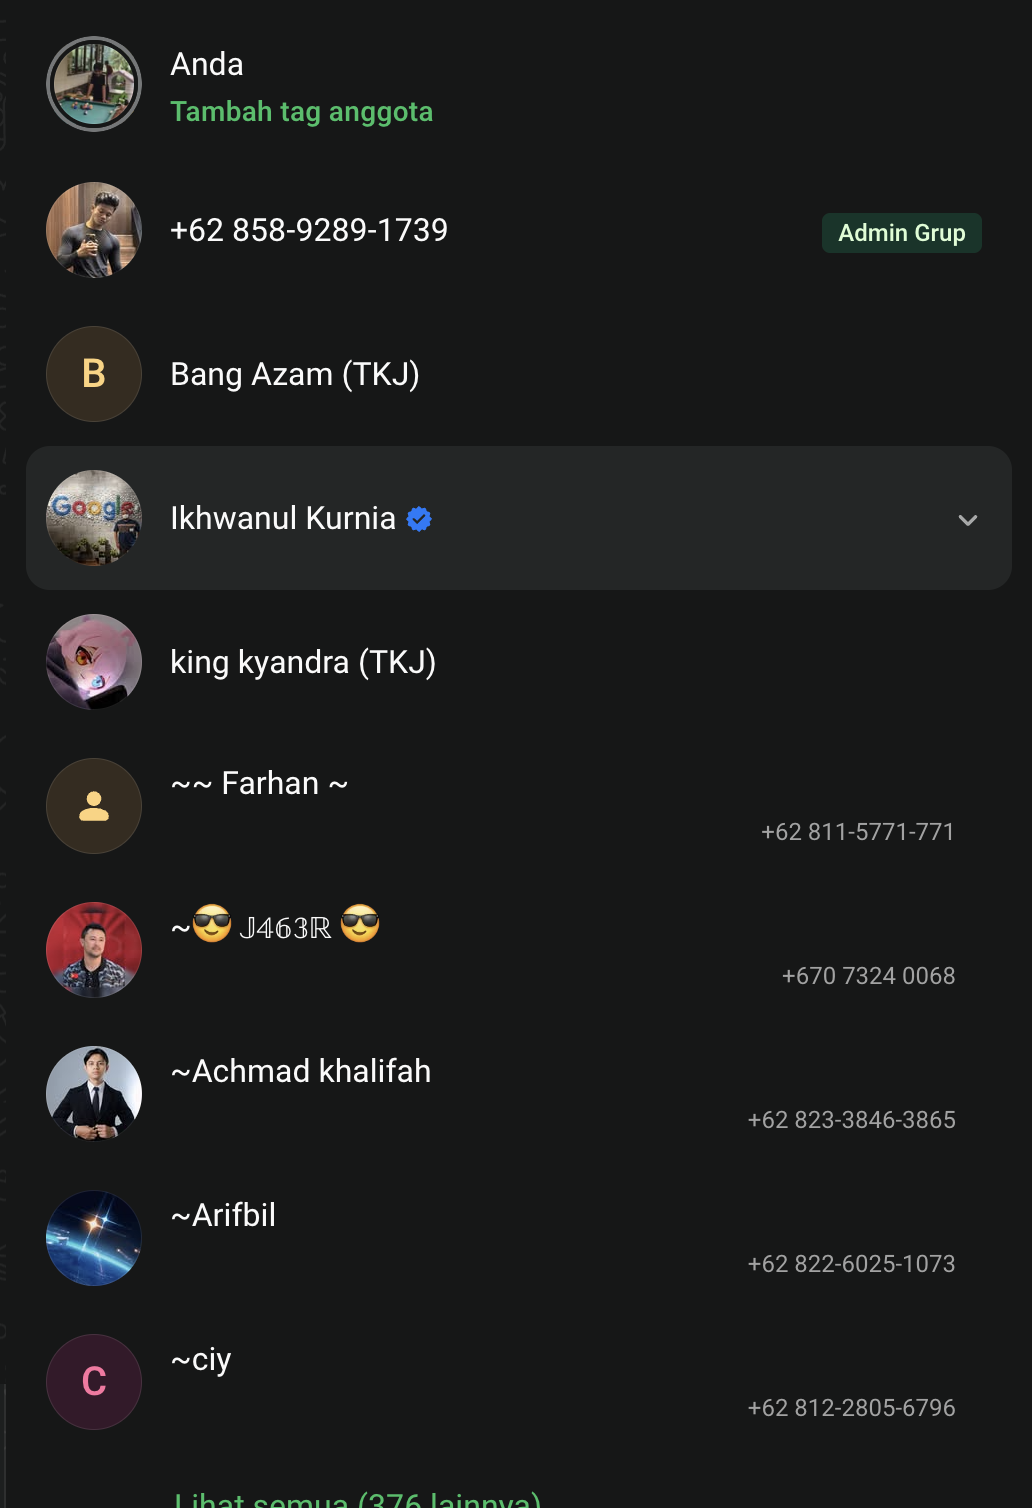 Anda
Tambah tag anggota
+62 858-9289-1739
Admin Grup
B
Bang Azam (TKJ)
Google
Ikhwanul Kurnia
king kyandra (TKJ)
~~ Farhan ~
+62 811-5771-771
~😎 𝕁𝟜𝟞𝟛ℝ 😎
+670 7324 0068
~Achmad khalifah
+62 823-3846-3865
~Arifbil
+62 822-6025-1073
C
~ciy
+62 812-2805-6796
Lihat semua (376 lainnya)